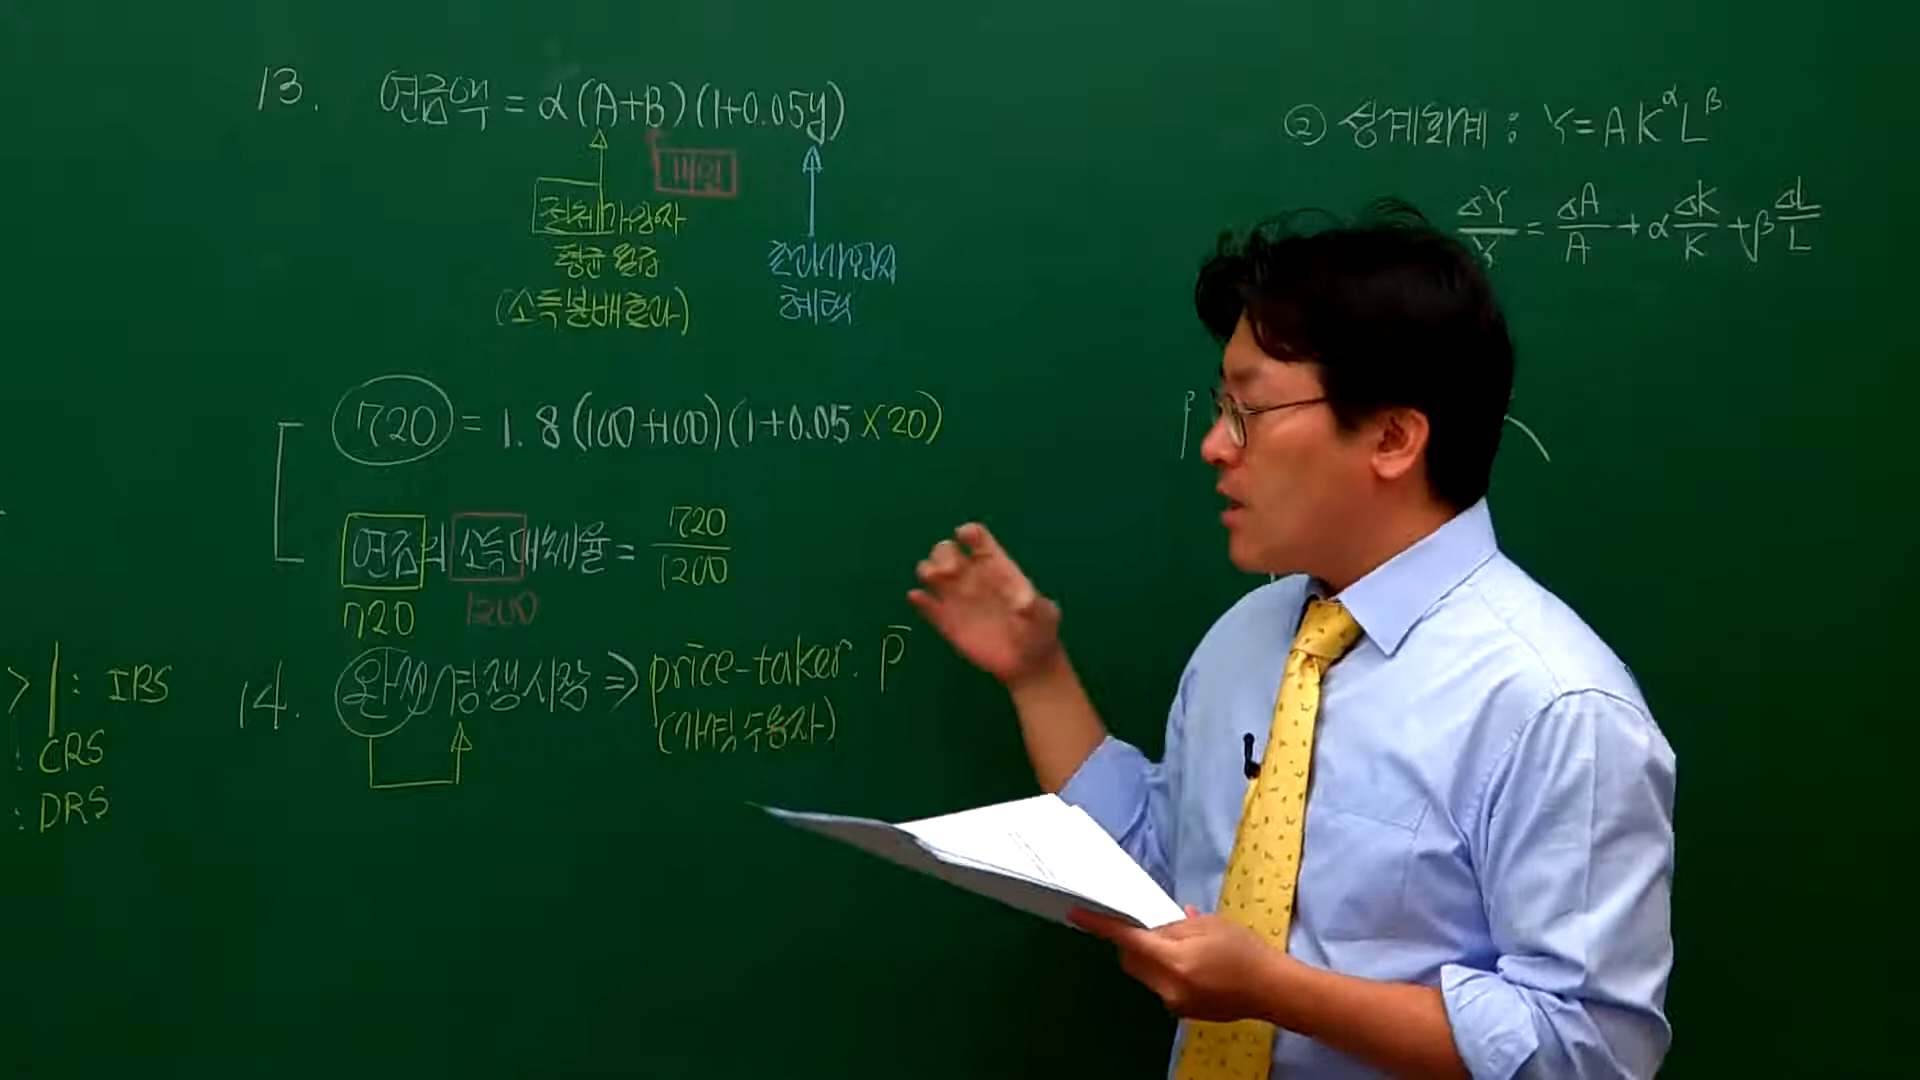 13. 연금액 = α(A+B)(1+0.05y)
개인
전체가입자
평균 월급
(소득분배효과)
장기가입자
혜택
720 = 1.8(100+100)(1+0.05×20)
연금의 소득대체율 = 720/1200
720 1200
14. 완전경쟁시장 ⇒ price-taker. P̄
(가격수용자)
>1: IRS
: CRS
: DRS
② 성장회계 : Y=AK^αL^β
ΔY/Y = ΔA/A + αΔK/K + βΔL/L